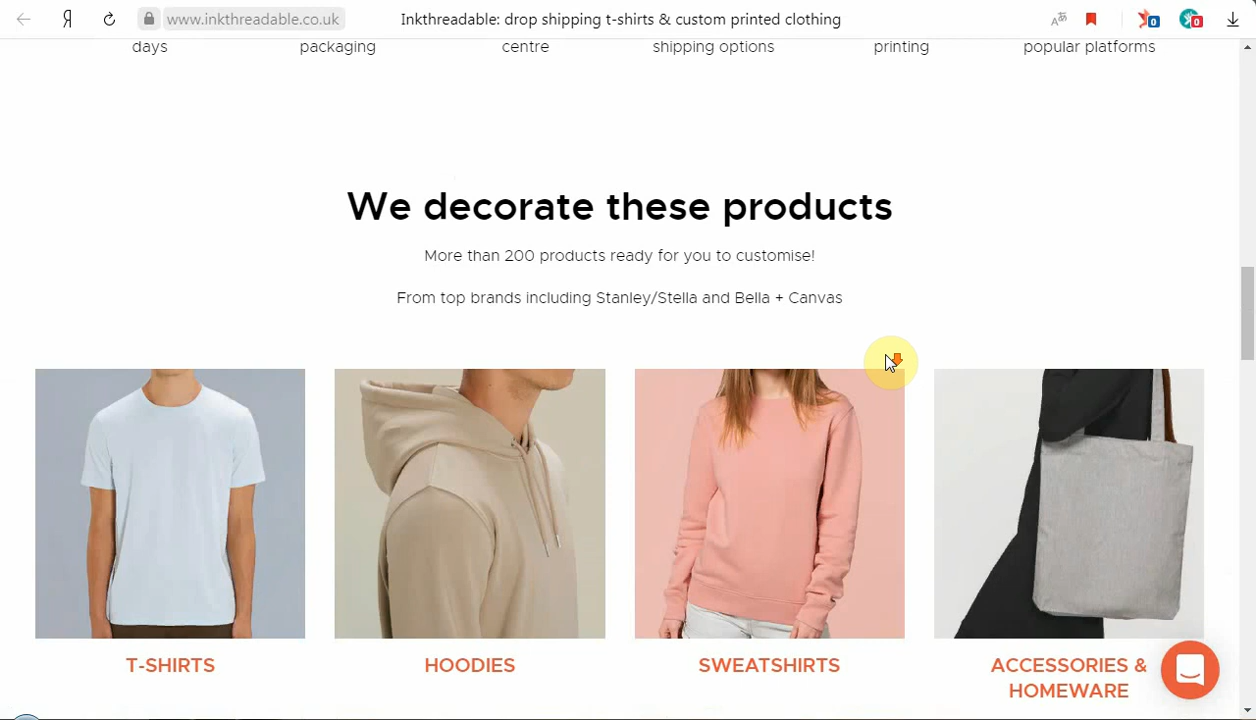 Я
www.inkthreadable.co.uk
Inkthreadable: drop shipping t-shirts & custom printed clothing
0
0
days
packaging
centre
shipping options
printing
popular platforms
We decorate these products
More than 200 products ready for you to customise!
From top brands including Stanley/Stella and Bella + Canvas
T-SHIRTS
HOODIES
SWEATSHIRTS
ACCESSORIES &
HOMEWARE